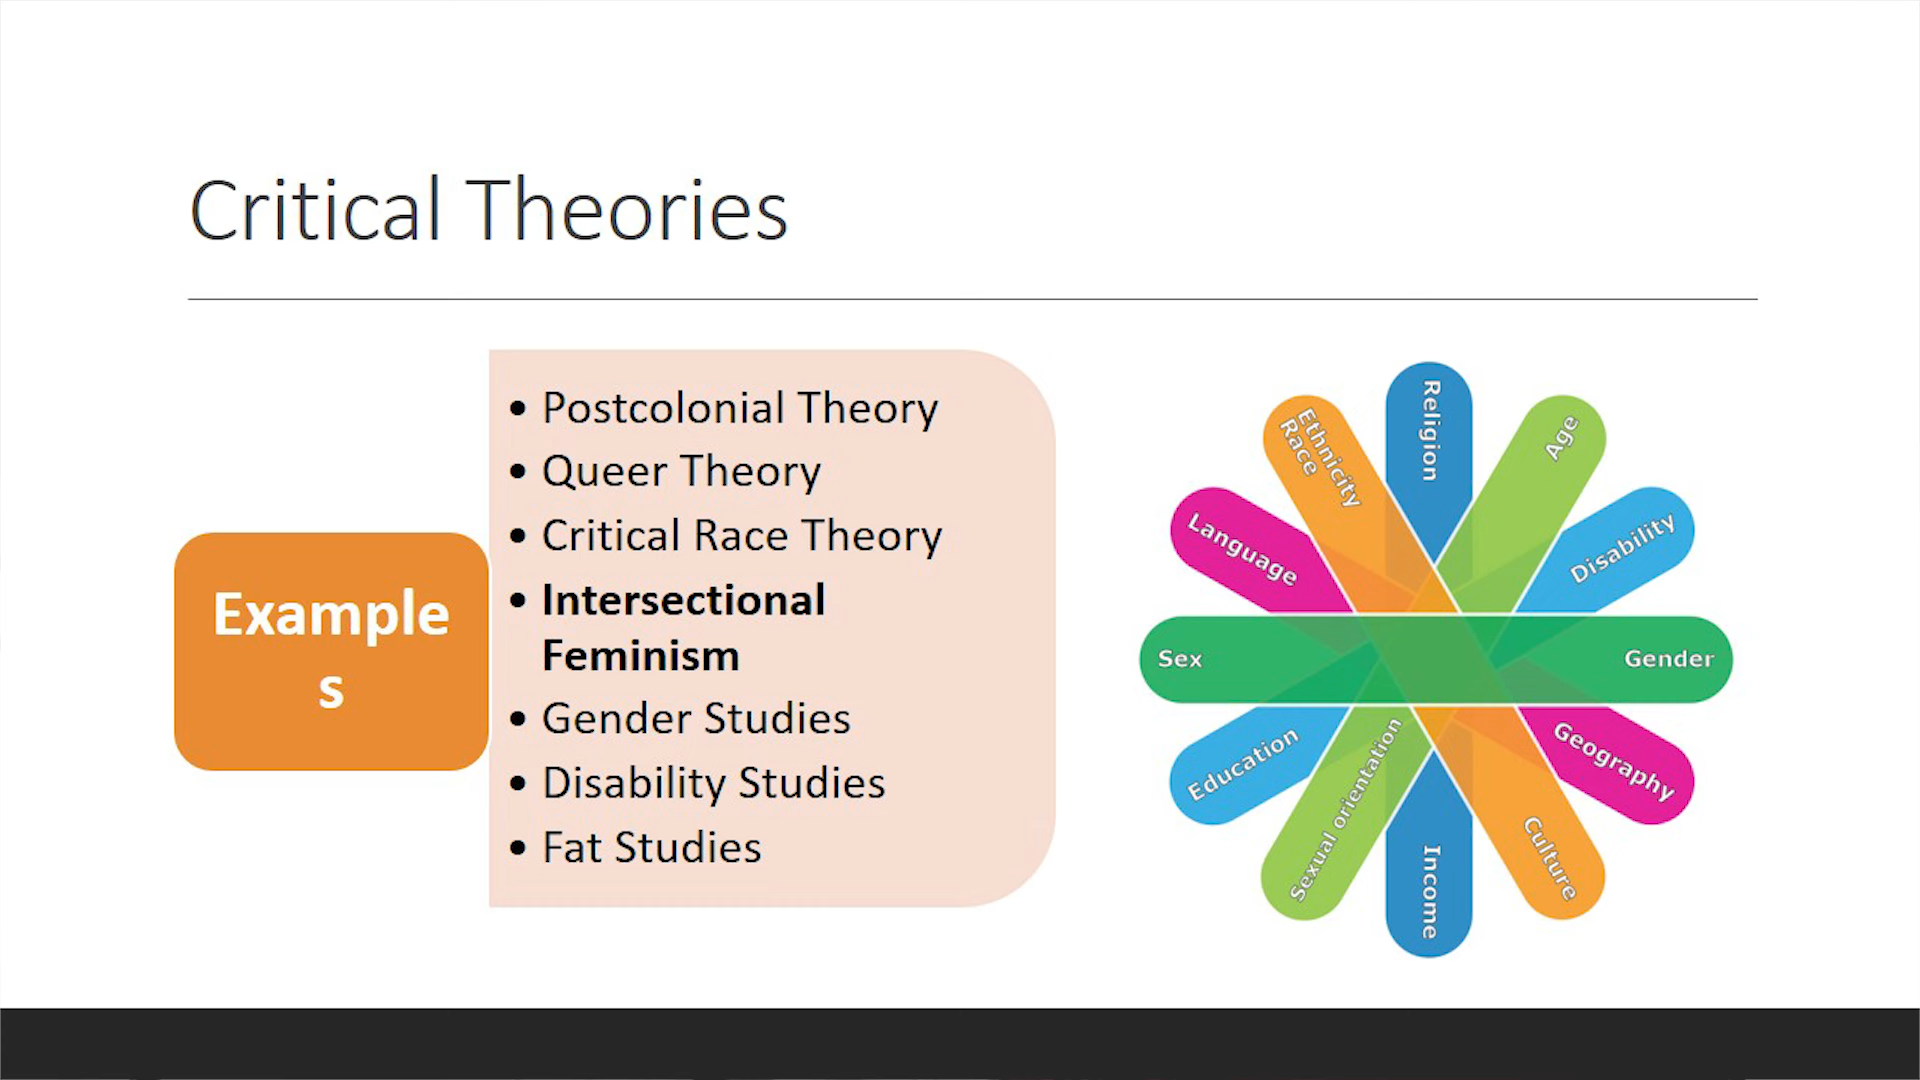 Critical Theories
Example
s
• Postcolonial Theory
• Queer Theory
• Critical Race Theory
• Intersectional
Feminism
• Gender Studies
• Disability Studies
• Fat Studies
Religion
Age
Ethnicity
Race
Disability
Language
Sex
Gender
Education
Geography
Sexual orientation
Culture
Income